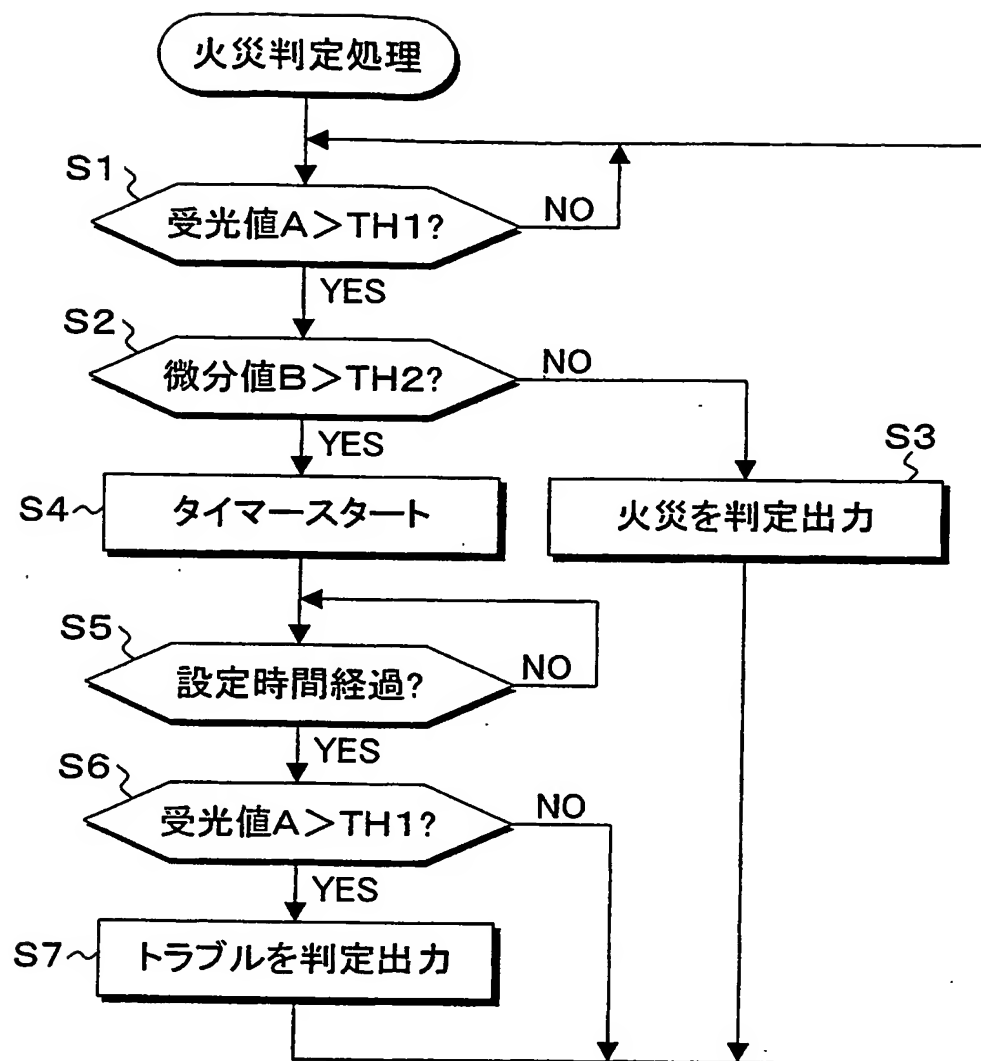 火災判定処理
S1
受光値A>TH1?
NO
YES
S2
微分値B>TH2?
NO
YES
S3
火災を判定出力
S4
タイマースタート
S5
設定時間経過?
NO
YES
S6
受光値A>TH1?
NO
YES
S7
トラブルを判定出力